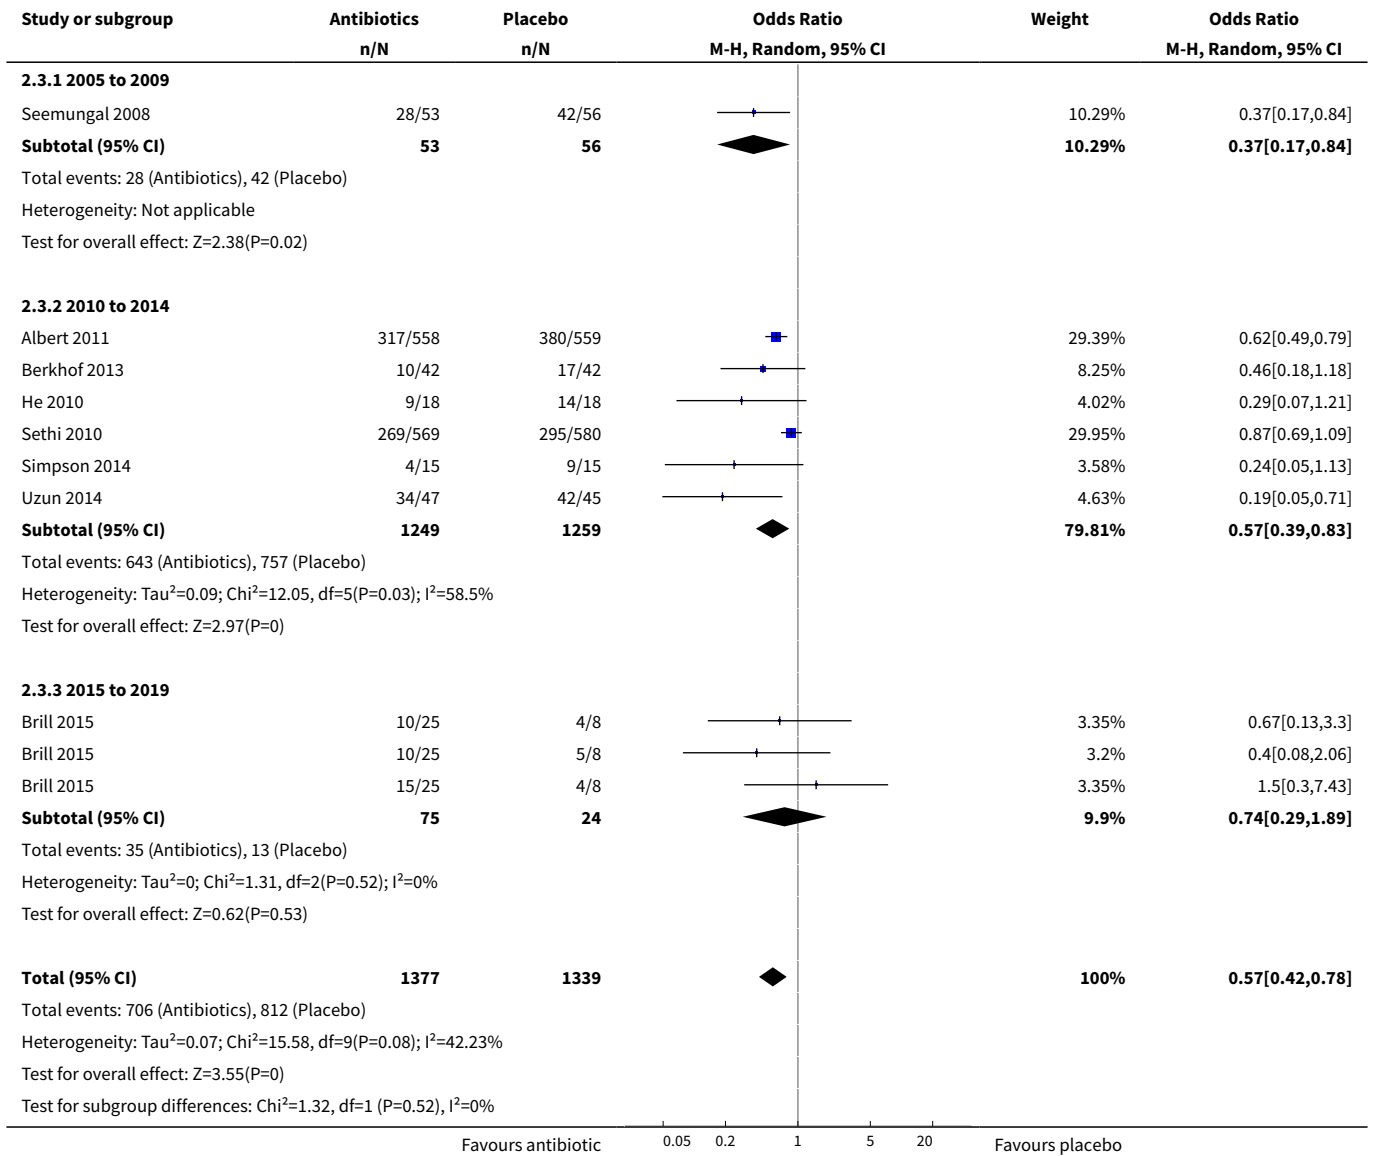 Study or subgroup Antibiotics Placebo Odds Ratio Weight Odds Ratio
n/N n/N M-H, Random, 95% CI M-H, Random, 95% CI
2.3.1 2005 to 2009
Seemungal 2008 28/53 42/56 10.29% 0.37[0.17,0.84]
Subtotal (95% CI) 53 56 10.29% 0.37[0.17,0.84]
Total events: 28 (Antibiotics), 42 (Placebo)
Heterogeneity: Not applicable
Test for overall effect: Z=2.38(P=0.02)
2.3.2 2010 to 2014
Albert 2011 317/558 380/559 29.39% 0.62[0.49,0.79]
Berkhof 2013 10/42 17/42 8.25% 0.46[0.18,1.18]
He 2010 9/18 14/18 4.02% 0.29[0.07,1.21]
Sethi 2010 269/569 295/580 29.95% 0.87[0.69,1.09]
Simpson 2014 4/15 9/15 3.58% 0.24[0.05,1.13]
Uzun 2014 34/47 42/45 4.63% 0.19[0.05,0.71]
Subtotal (95% CI) 1249 1259 79.81% 0.57[0.39,0.83]
Total events: 643 (Antibiotics), 757 (Placebo)
Heterogeneity: Tau²=0.09; Chi²=12.05, df=5(P=0.03); I²=58.5%
Test for overall effect: Z=2.97(P=0)
2.3.3 2015 to 2019
Brill 2015 10/25 4/8 3.35% 0.67[0.13,3.3]
Brill 2015 10/25 5/8 3.2% 0.4[0.08,2.06]
Brill 2015 15/25 4/8 3.35% 1.5[0.3,7.43]
Subtotal (95% CI) 75 24 9.9% 0.74[0.29,1.89]
Total events: 35 (Antibiotics), 13 (Placebo)
Heterogeneity: Tau²=0; Chi²=1.31, df=2(P=0.52); I²=0%
Test for overall effect: Z=0.62(P=0.53)
Total (95% CI) 1377 1339 100% 0.57[0.42,0.78]
Total events: 706 (Antibiotics), 812 (Placebo)
Heterogeneity: Tau²=0.07; Chi²=15.58, df=9(P=0.08); I²=42.23%
Test for overall effect: Z=3.55(P=0)
Test for subgroup differences: Chi²=1.32, df=1 (P=0.52), I²=0%
Favours antibiotic 0.05 0.2 1 5 20 Favours placebo